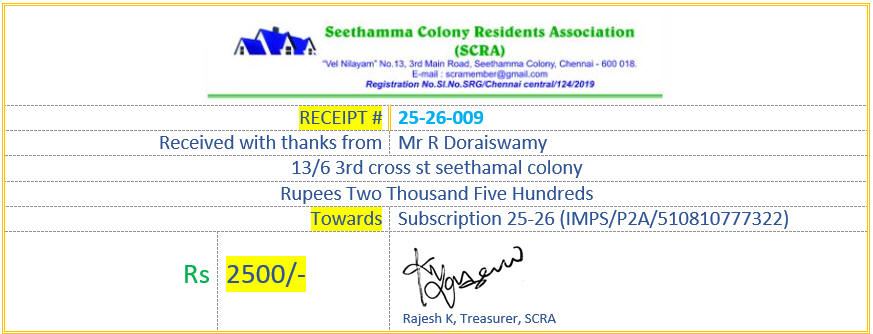 Seethamma Colony Residents Association
(SCRA)
"Vel Nilayam" No.13, 3rd Main Road, Seethamma Colony, Chennai - 600 018.
E-mail : scramember@gmail.com
Registration No.Sl.No.SRG/Chennai central/124/2019
RECEIPT # 25-26-009
Received with thanks from Mr R Doraiswamy
13/6 3rd cross st seethamal colony
Rupees Two Thousand Five Hundreds
Towards Subscription 25-26 (IMPS/P2A/510810777322)
Rs 2500/-
Rajesh K, Treasurer, SCRA